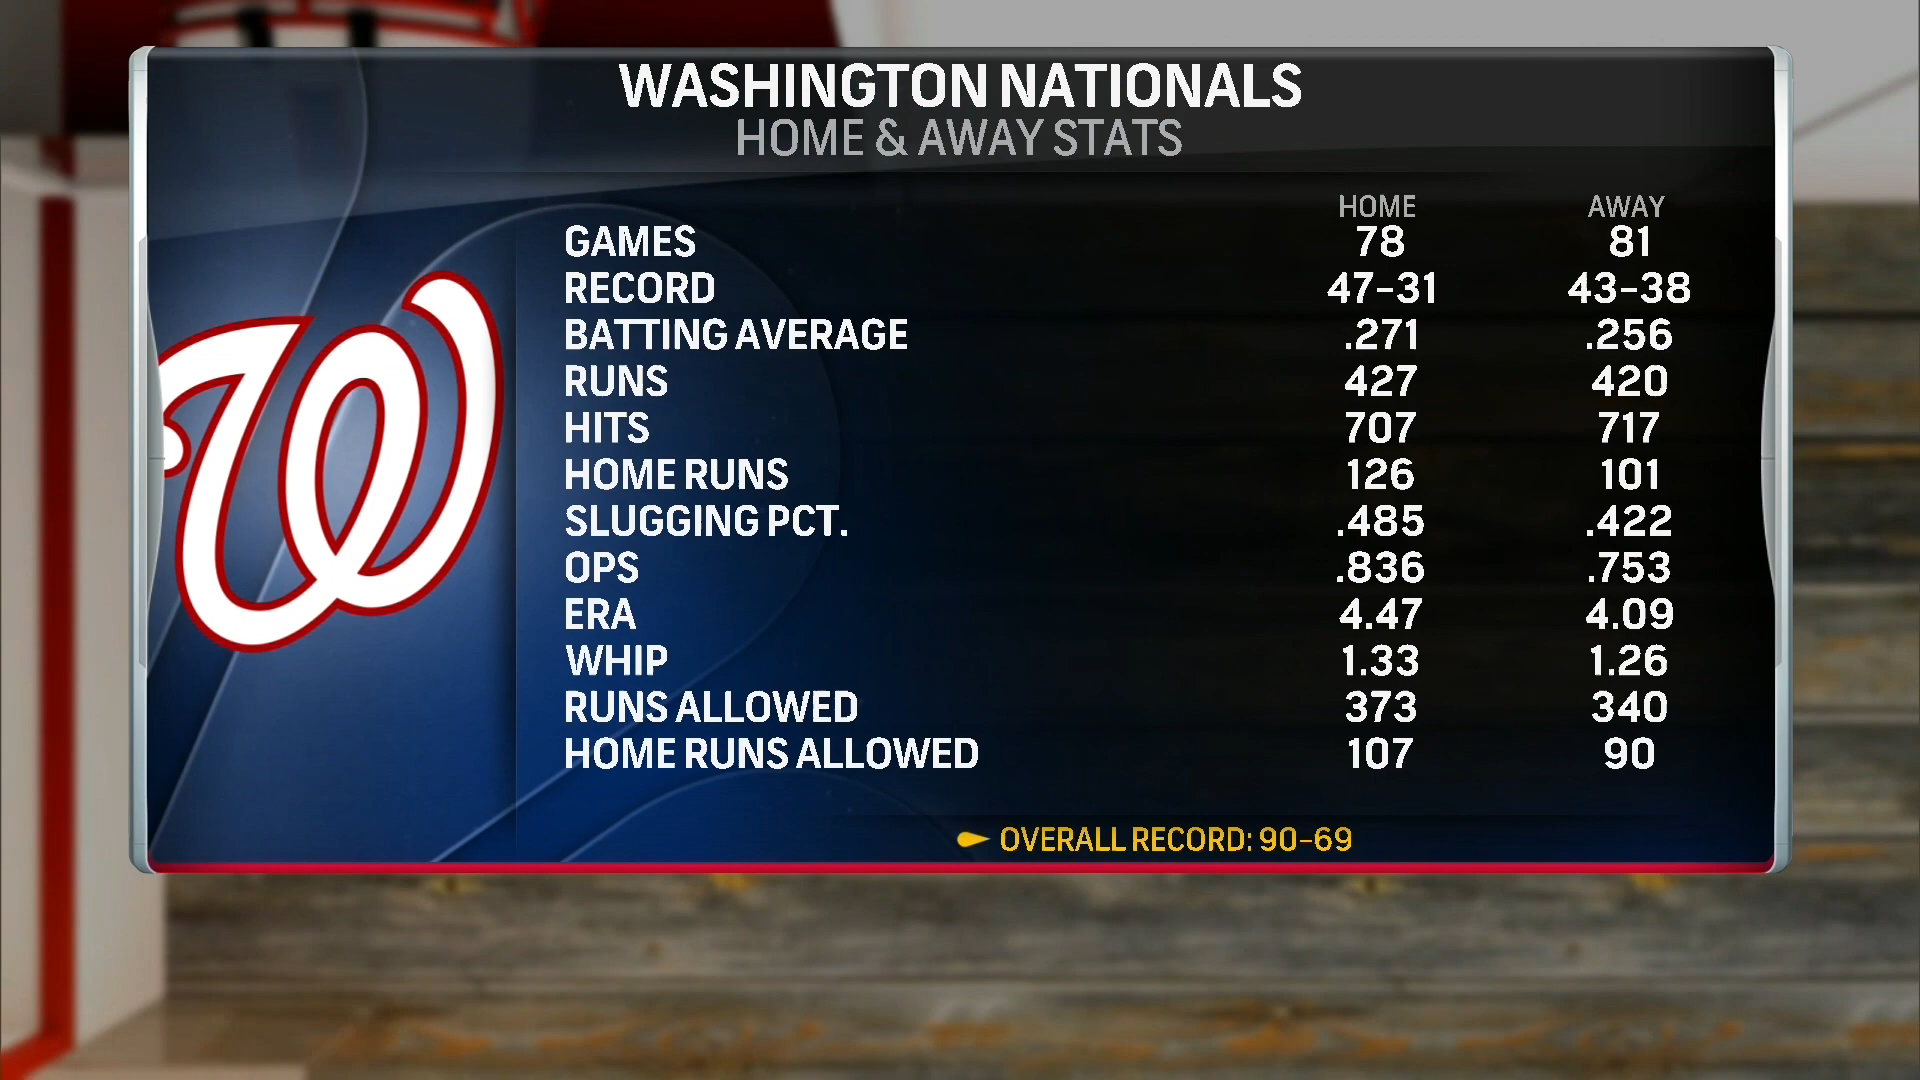 WASHINGTON NATIONALS
HOME & AWAY STATS
HOME AWAY
GAMES 78 81
RECORD 47-31 43-38
BATTING AVERAGE .271 .256
RUNS 427 420
HITS 707 717
HOME RUNS 126 101
SLUGGING PCT. .485 .422
OPS .836 .753
ERA 4.47 4.09
WHIP 1.33 1.26
RUNS ALLOWED 373 340
HOME RUNS ALLOWED 107 90
OVERALL RECORD: 90-69